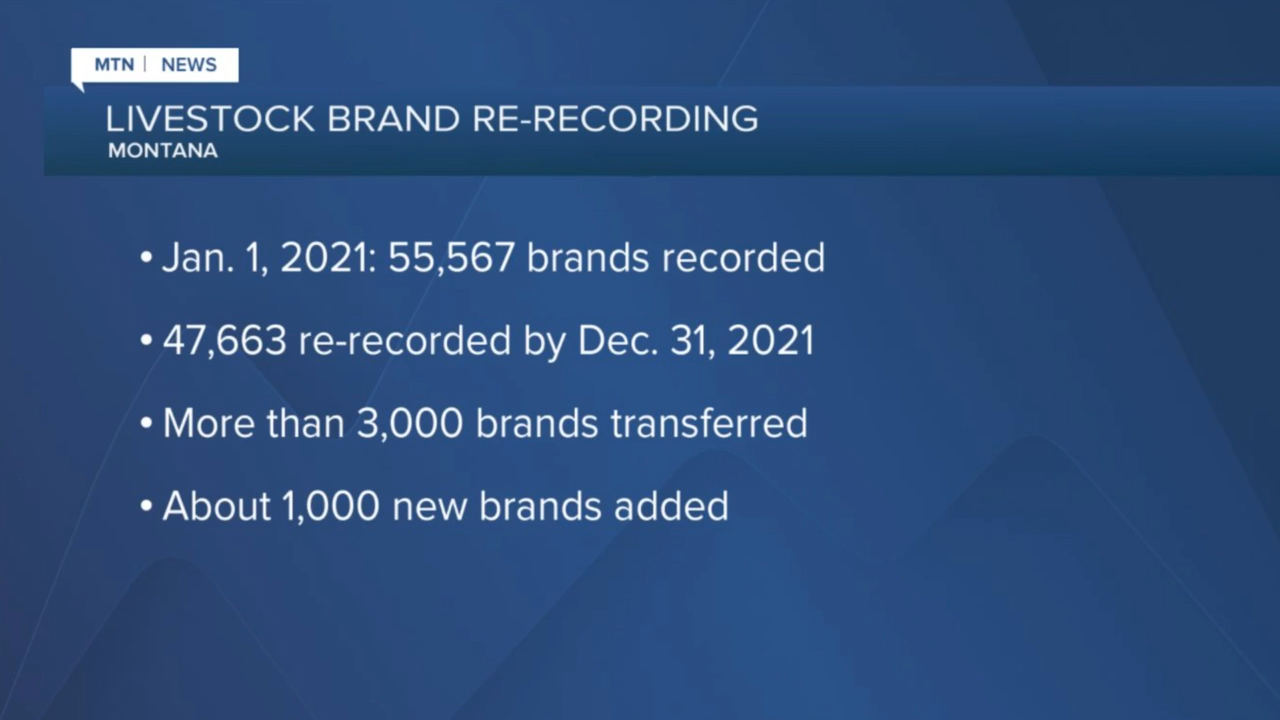 MTN | NEWS
LIVESTOCK BRAND RE-RECORDING
MONTANA
• Jan. 1, 2021: 55,567 brands recorded
• 47,663 re-recorded by Dec. 31, 2021
• More than 3,000 brands transferred
• About 1,000 new brands added